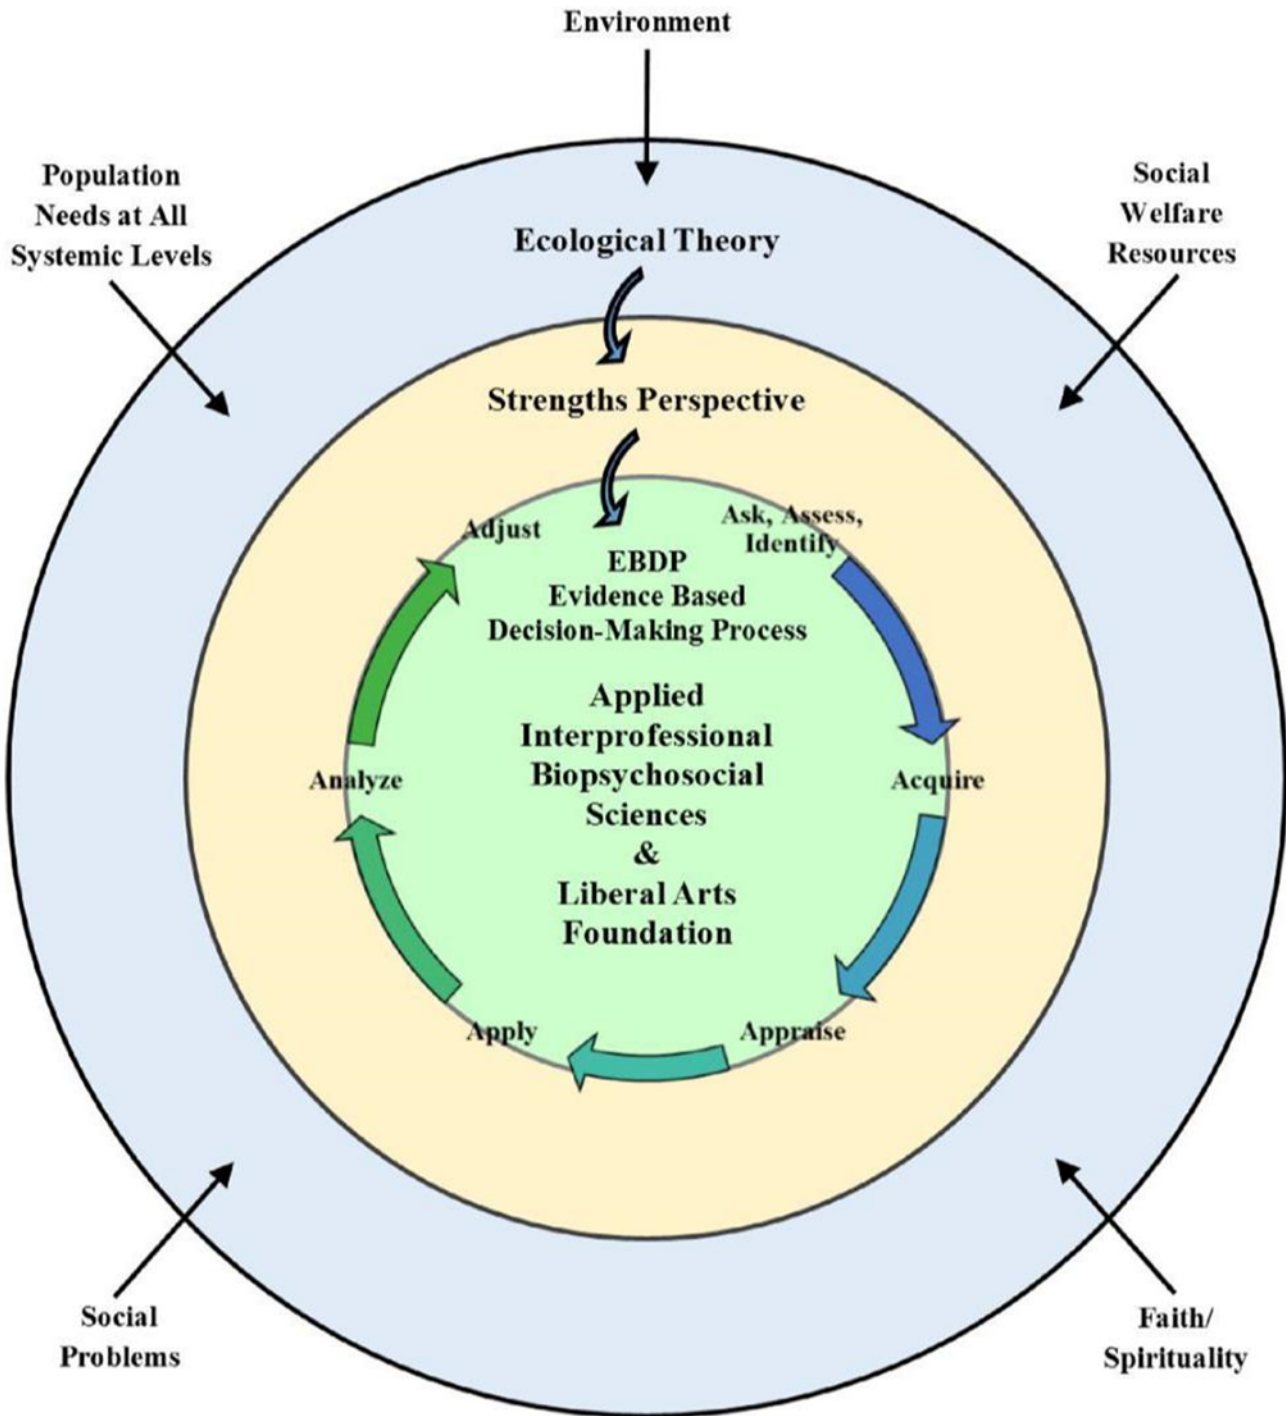 Environment
Population
Needs at All
Systemic Levels
Social
Welfare
Resources
Ecological Theory
Strengths Perspective
Adjust
Ask, Assess,
Identify
EBDP
Evidence Based
Decision-Making Process
Applied
Interprofessional
Biopsychosocial
Sciences
&
Liberal Arts
Foundation
Analyze
Acquire
Apply
Appraise
Social
Problems
Faith/
Spirituality